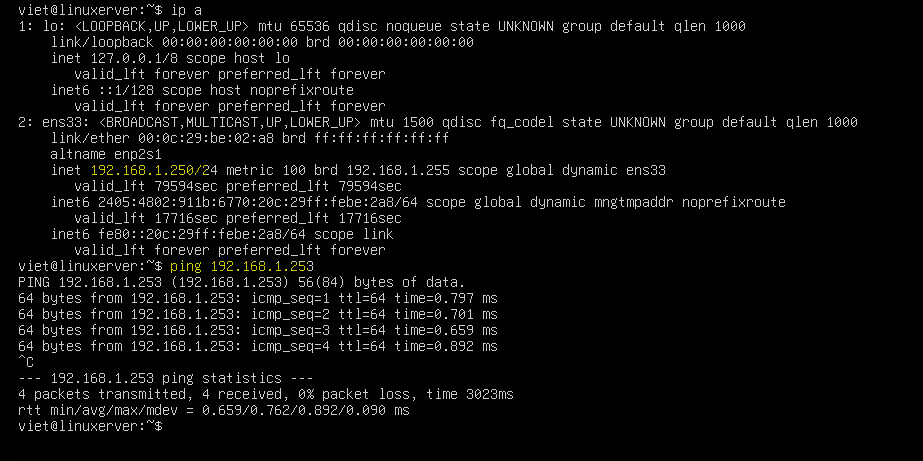 viet@linuxerver:~$ ip a
1: lo: <LOOPBACK,UP,LOWER_UP> mtu 65536 qdisc noqueue state UNKNOWN group default qlen 1000
    link/loopback 00:00:00:00:00:00 brd 00:00:00:00:00:00
    inet 127.0.0.1/8 scope host lo
       valid_lft forever preferred_lft forever
    inet6 ::1/128 scope host noprefixroute
       valid_lft forever preferred_lft forever
2: ens33: <BROADCAST,MULTICAST,UP,LOWER_UP> mtu 1500 qdisc fq_codel state UNKNOWN group default qlen 1000
    link/ether 00:0c:29:be:02:a8 brd ff:ff:ff:ff:ff:ff
    altname enp2s1
    inet 192.168.1.250/24 metric 100 brd 192.168.1.255 scope global dynamic ens33
       valid_lft 79594sec preferred_lft 79594sec
    inet6 2405:4802:911b:6770:20c:29ff:febe:2a8/64 scope global dynamic mngtmpaddr noprefixroute
       valid_lft 17716sec preferred_lft 17716sec
    inet6 fe80::20c:29ff:febe:2a8/64 scope link
       valid_lft forever preferred_lft forever
viet@linuxerver:~$ ping 192.168.1.253
PING 192.168.1.253 (192.168.1.253) 56(84) bytes of data.
64 bytes from 192.168.1.253: icmp_seq=1 ttl=64 time=0.797 ms
64 bytes from 192.168.1.253: icmp_seq=2 ttl=64 time=0.701 ms
64 bytes from 192.168.1.253: icmp_seq=3 ttl=64 time=0.659 ms
64 bytes from 192.168.1.253: icmp_seq=4 ttl=64 time=0.892 ms
^C
--- 192.168.1.253 ping statistics ---
4 packets transmitted, 4 received, 0% packet loss, time 3023ms
rtt min/avg/max/mdev = 0.659/0.762/0.892/0.090 ms
viet@linuxerver:~$